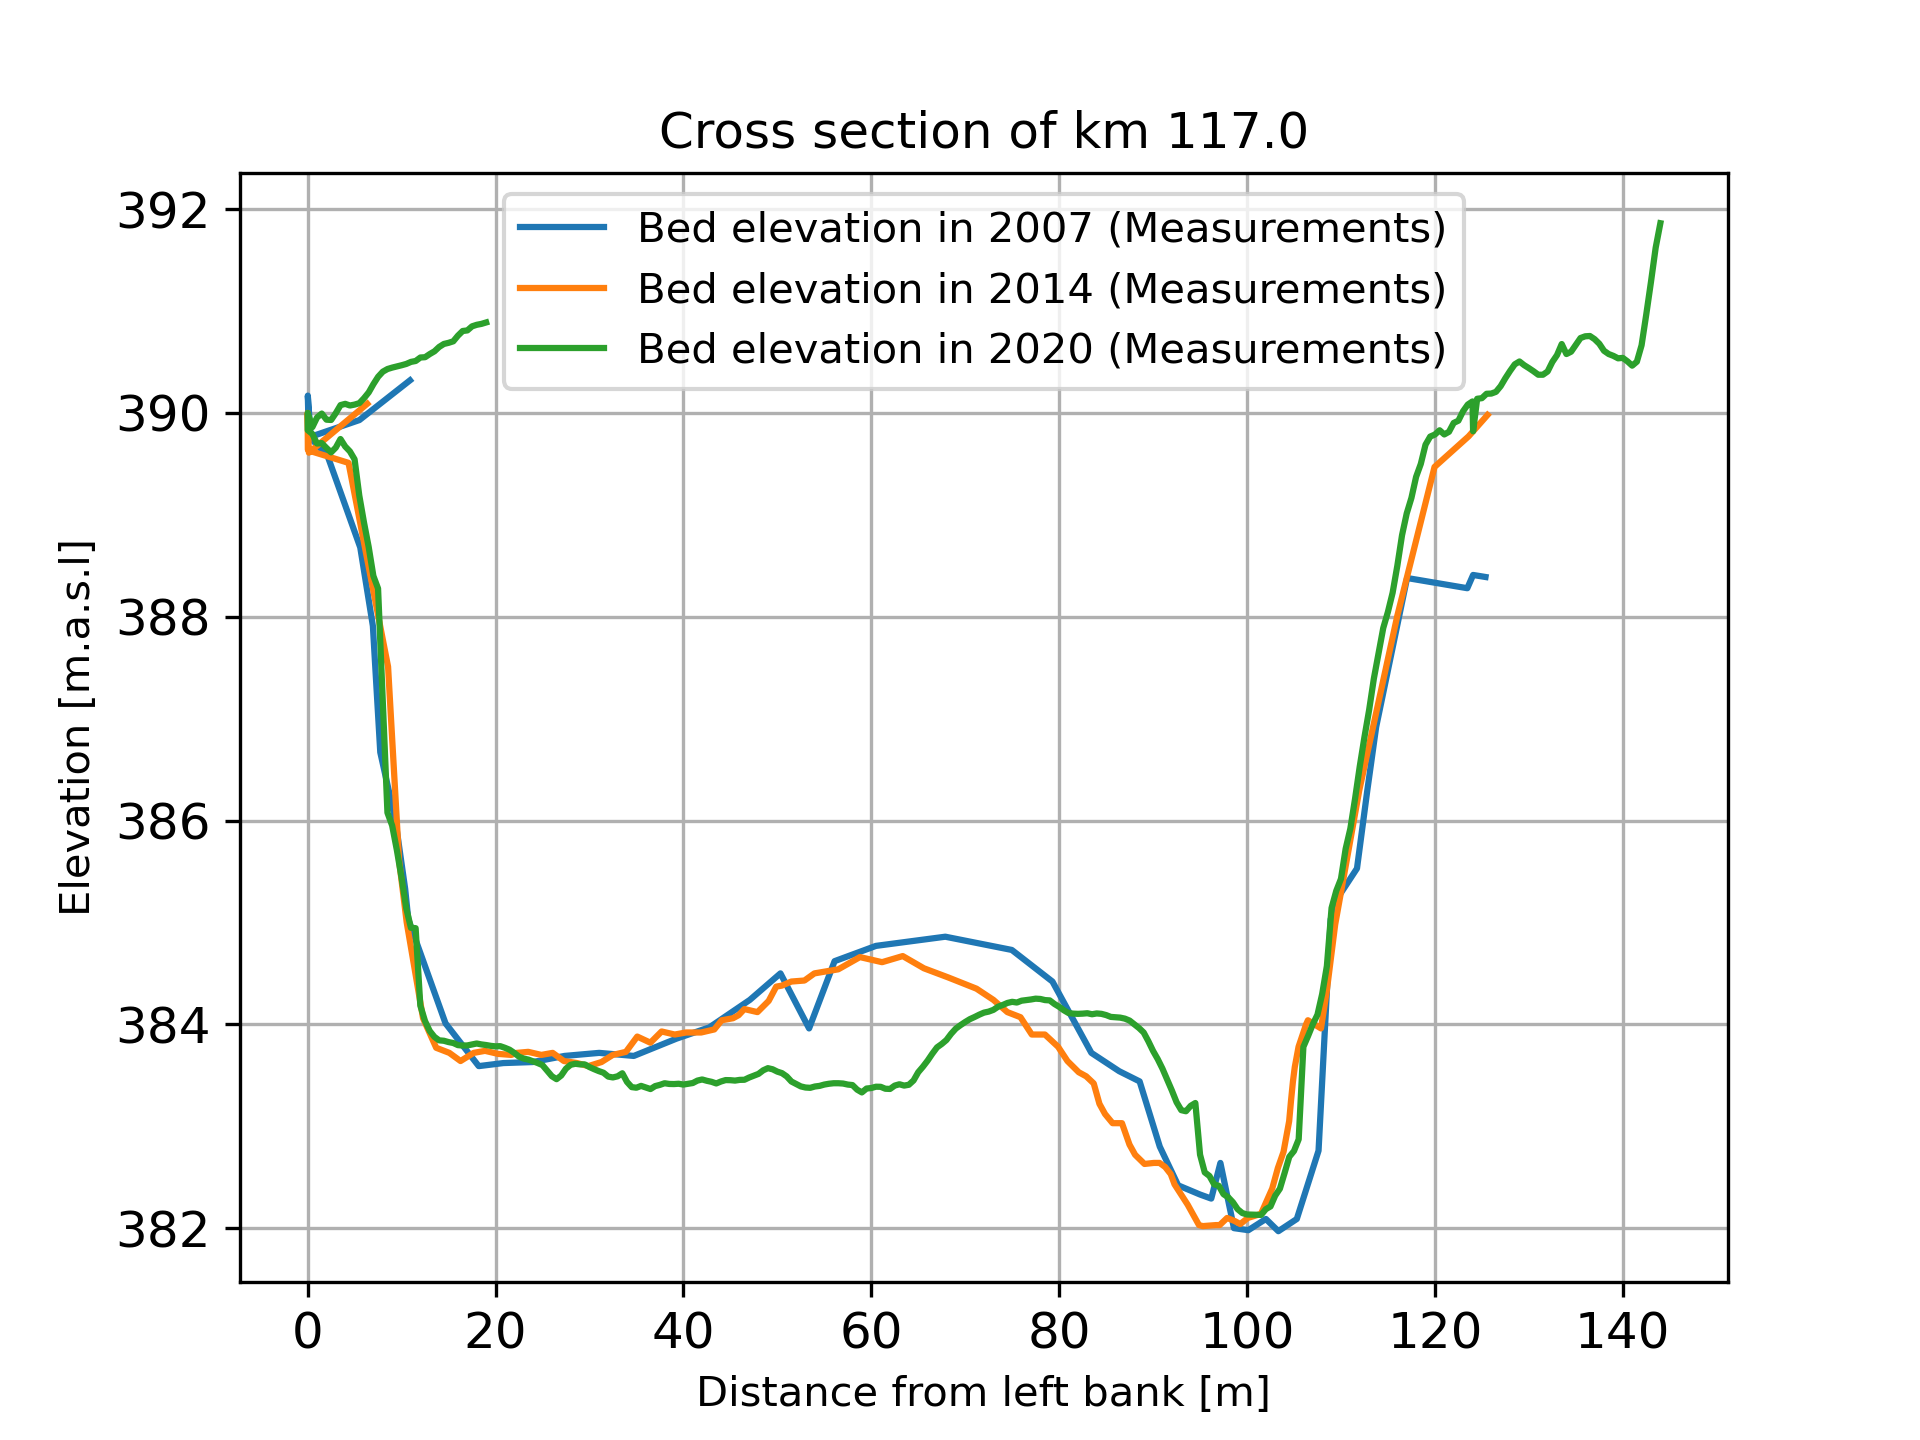 Cross section of km 117.0
Bed elevation in 2007 (Measurements)
Bed elevation in 2014 (Measurements)
Bed elevation in 2020 (Measurements)
Elevation [m.a.s.l]
392
390
388
386
384
382
0 20 40 60 80 100 120 140
Distance from left bank [m]